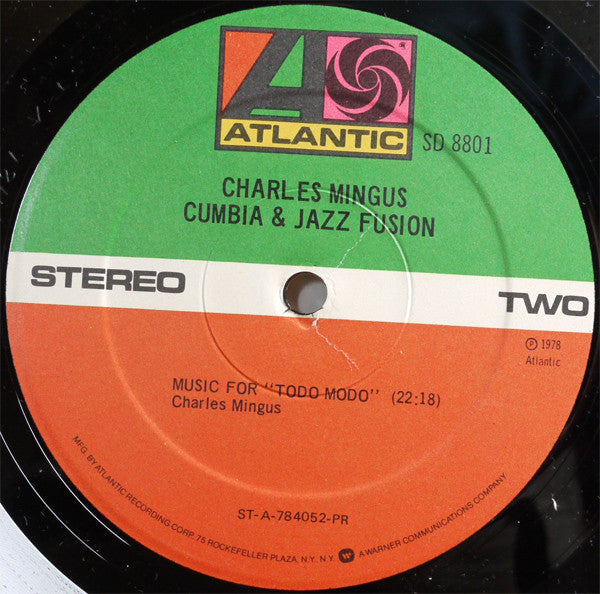 ATLANTIC
SD 8801
CHARLES MINGUS
CUMBIA & JAZZ FUSION
STEREO
TWO
℗ 1978
Atlantic
MUSIC FOR "TODO MODO" (22:18)
Charles Mingus
ST-A-784052-PR
MFG. BY ATLANTIC RECORDING CORP. 75 ROCKEFELLER PLAZA, N.Y. N.Y. A WARNER COMMUNICATIONS COMPANY